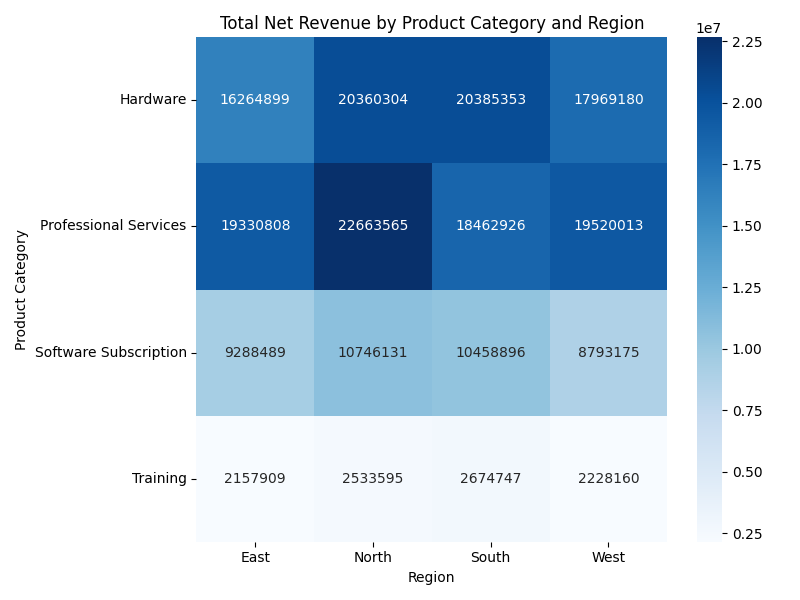 Total Net Revenue by Product Category and Region
1e7
Hardware 16264899 20360304 20385353 17969180
Professional Services 19330808 22663565 18462926 19520013
Software Subscription 9288489 10746131 10458896 8793175
Training 2157909 2533595 2674747 2228160
East North South West
Region
Product Category
2.25
2.00
1.75
1.50
1.25
1.00
0.75
0.50
0.25